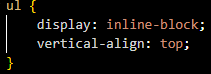 ul {
    display: inline-block;
    vertical-align: top;
}